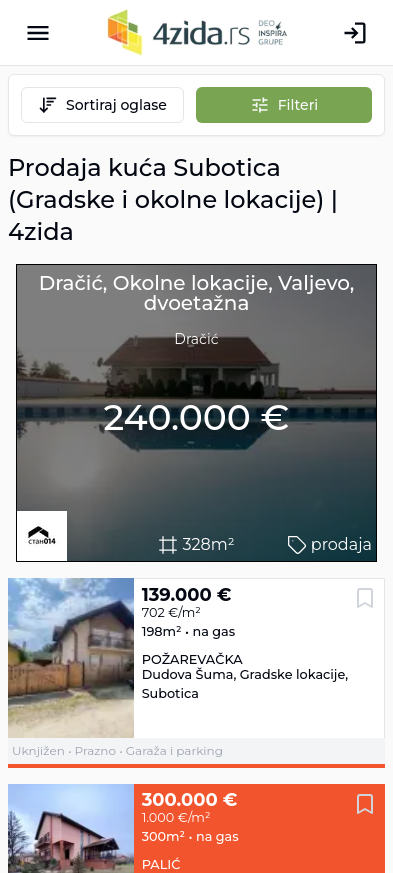 4zida.rs
DEO
INSPIRA
GRUPE
Sortiraj oglase
Filteri
Prodaja kuća Subotica
(Gradske i okolne lokacije) |
4zida
Dračić, Okolne lokacije, Valjevo,
dvoetažna
Dračić
240.000 €
стан014
328m²
prodaja
139.000 €
702 €/m²
198m² • na gas
POŽAREVAČKA
Dudova Šuma, Gradske lokacije,
Subotica
Uknjižen • Prazno • Garaža i parking
300.000 €
1.000 €/m²
300m² • na gas
PALIĆ